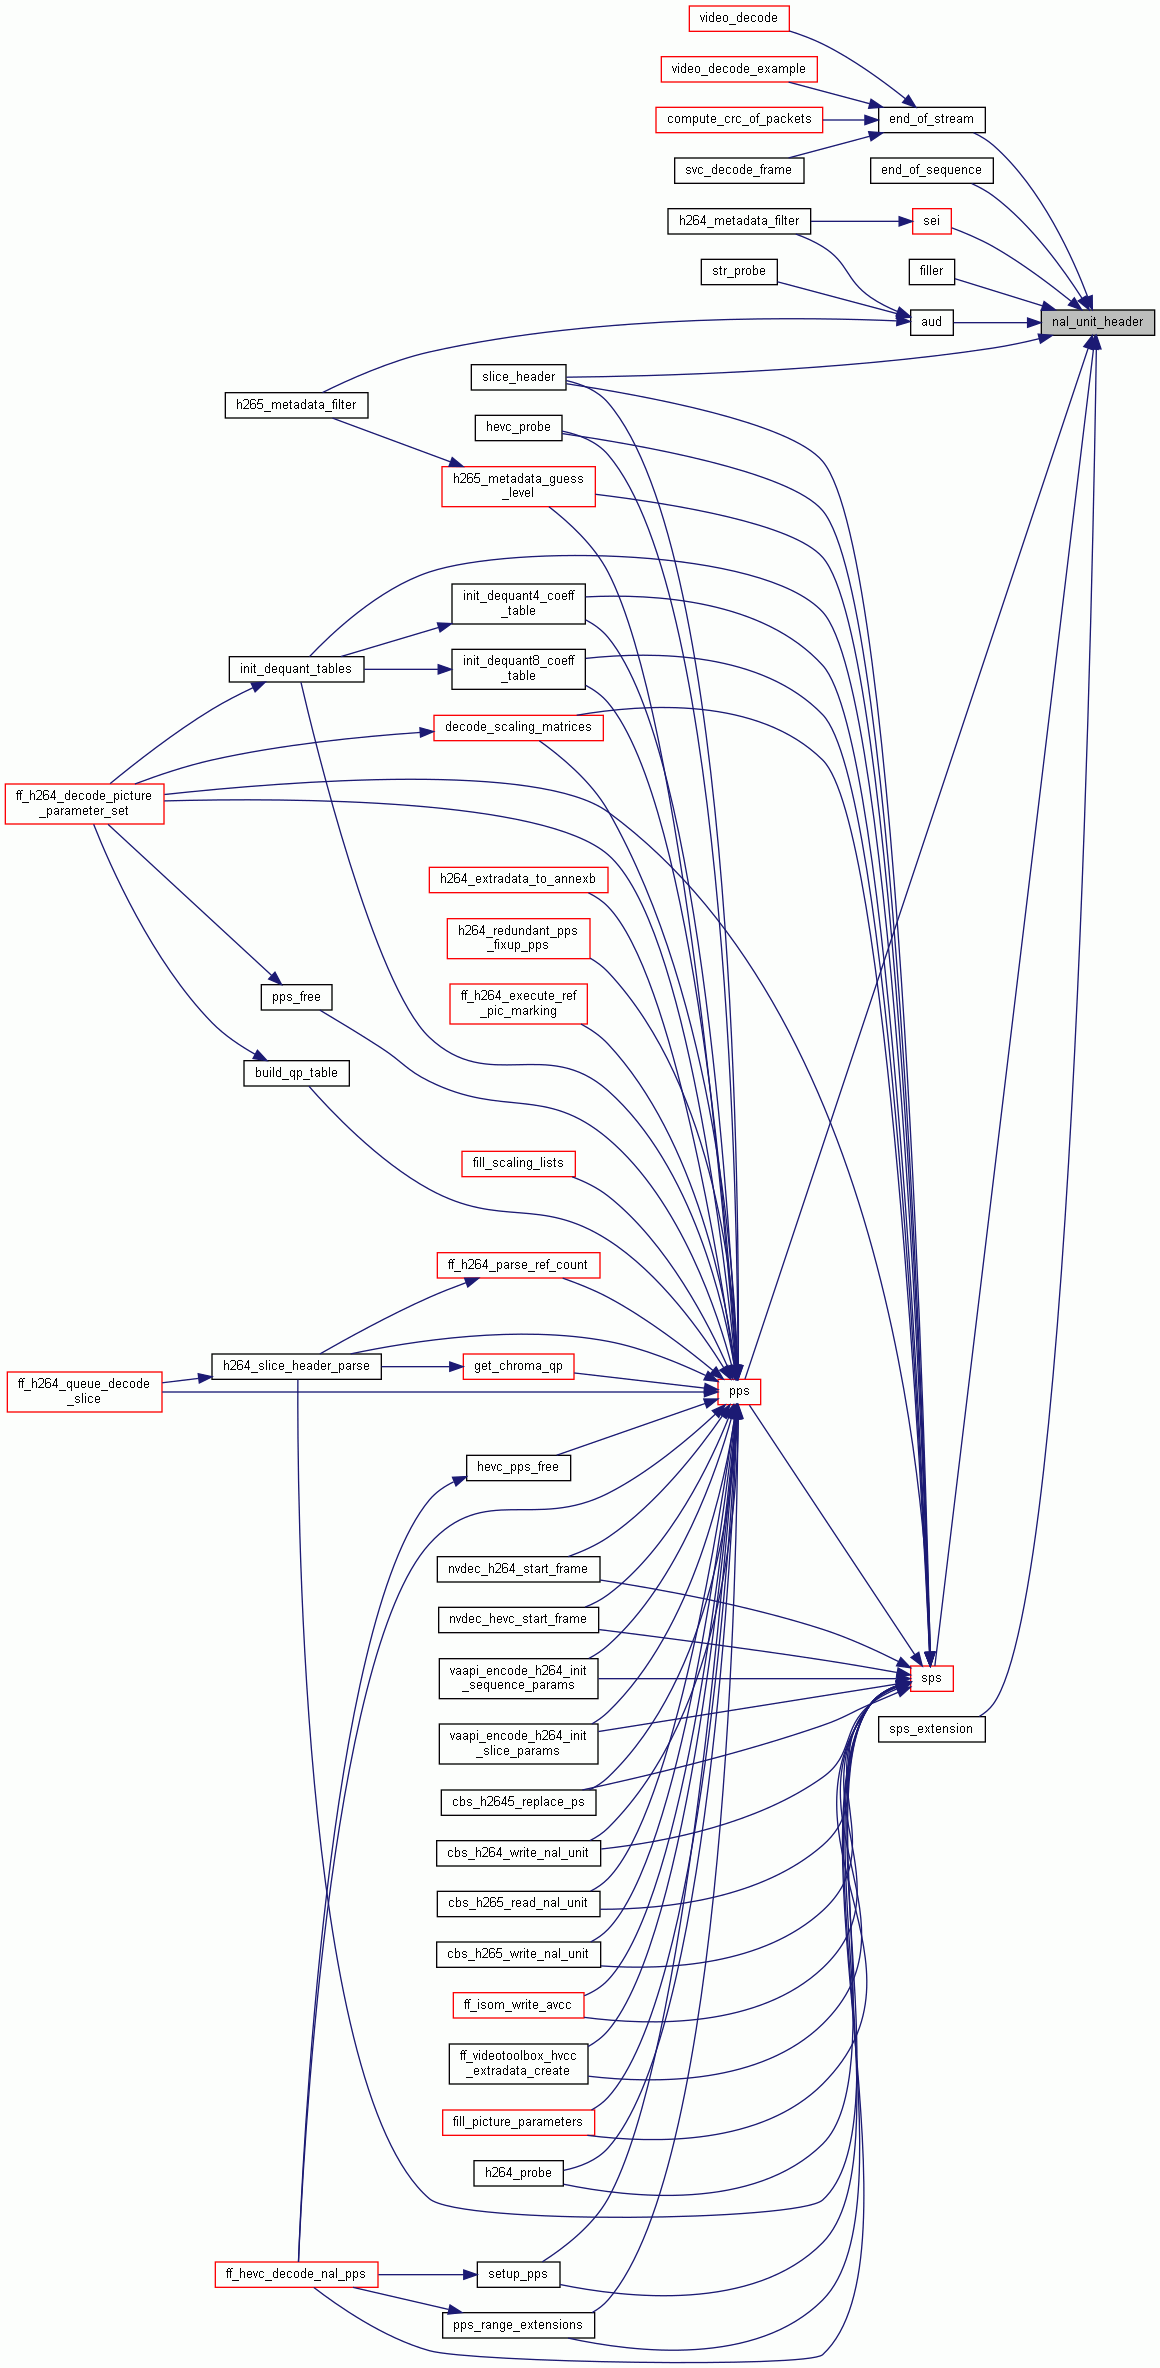 video_decode
video_decode_example
compute_crc_of_packets
end_of_stream
svc_decode_frame
end_of_sequence
h264_metadata_filter
sei
str_probe
filler
aud
nal_unit_header
slice_header
h265_metadata_filter
hevc_probe
h265_metadata_guess
_level
init_dequant4_coeff
_table
init_dequant_tables
init_dequant8_coeff
_table
decode_scaling_matrices
ff_h264_decode_picture
_parameter_set
h264_extradata_to_annexb
h264_redundant_pps
_fixup_pps
pps_free
ff_h264_execute_ref
_pic_marking
build_qp_table
fill_scaling_lists
ff_h264_parse_ref_count
h264_slice_header_parse
get_chroma_qp
ff_h264_queue_decode
_slice
pps
hevc_pps_free
nvdec_h264_start_frame
nvdec_hevc_start_frame
vaapi_encode_h264_init
_sequence_params
sps
vaapi_encode_h264_init
_slice_params
sps_extension
cbs_h2645_replace_ps
cbs_h264_write_nal_unit
cbs_h265_read_nal_unit
cbs_h265_write_nal_unit
ff_isom_write_avcc
ff_videotoolbox_hvcc
_extradata_create
fill_picture_parameters
h264_probe
ff_hevc_decode_nal_pps
setup_pps
pps_range_extensions